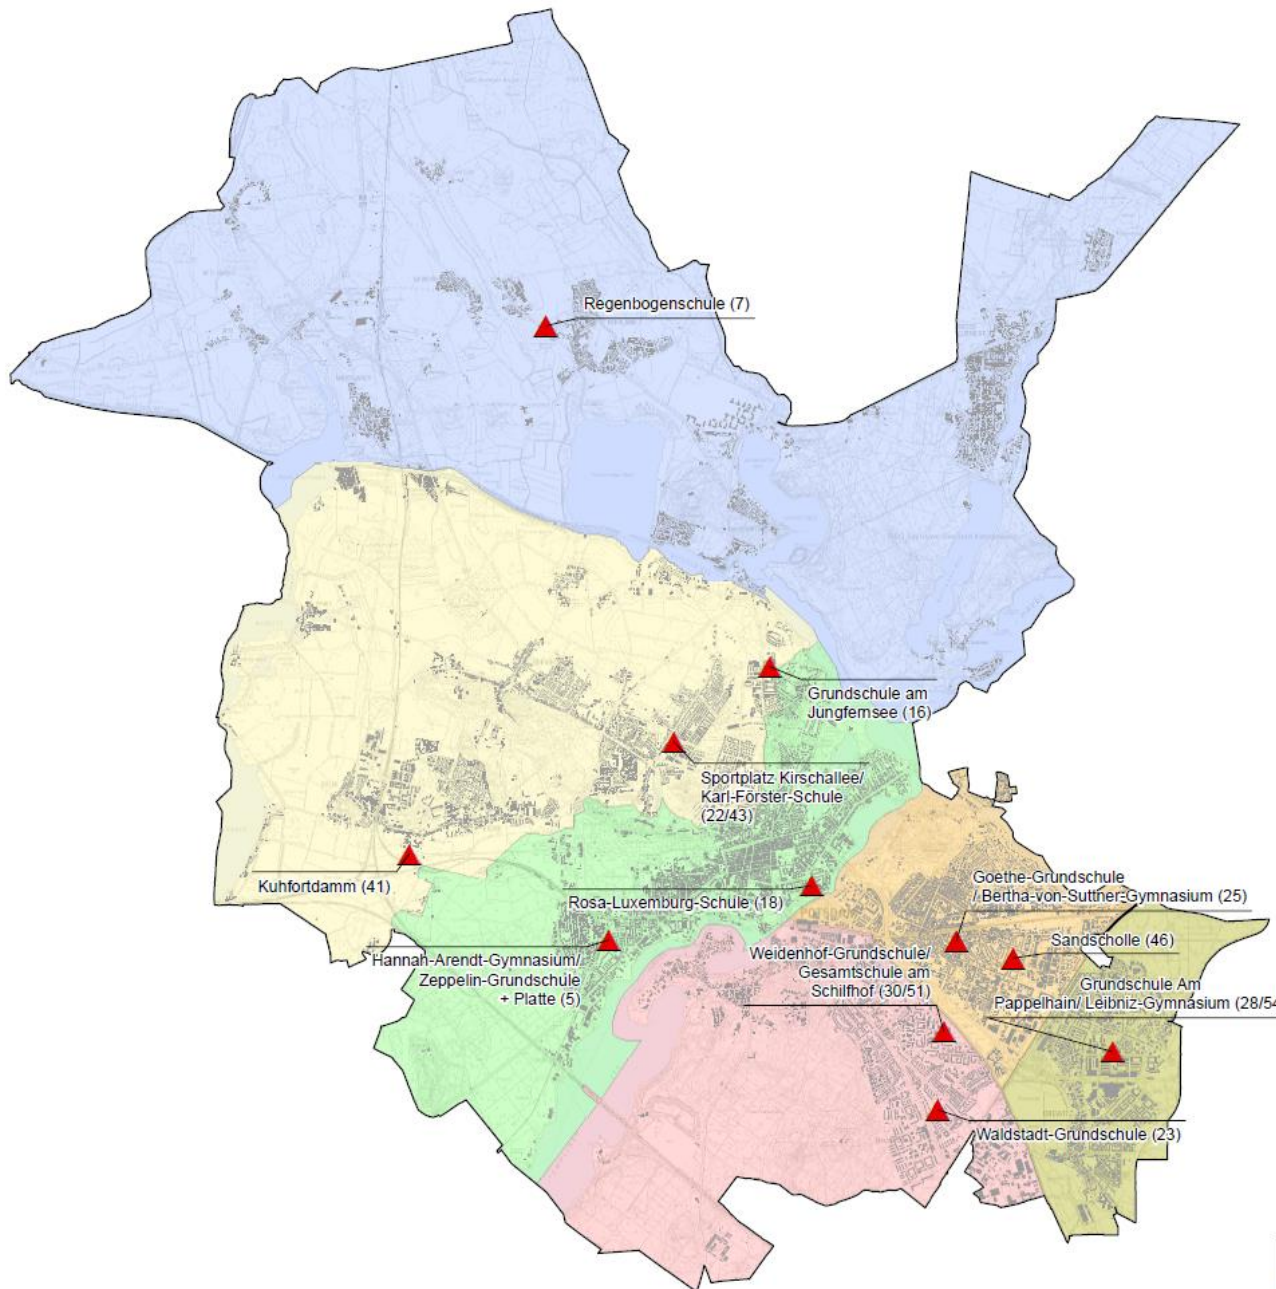 Regenbogenschule (7)
Grundschule am
Jungfernsee (16)
Sportplatz Kirschallee/
Karl-Förster-Schule
(22/43)
Kuhfortdamm (41)
Rosa-Luxemburg-Schule (18)
Goethe-Grundschule
/ Bertha-von-Suttner-Gymnasium (25)
Sandscholle (46)
Hannah-Arendt-Gymnasium/
Zeppelin-Grundschule
+ Platte (5)
Weidenhof-Grundschule/
Gesamtschule am
Schilfhof (30/51)
Grundschule Am
Pappelhain/ Leibniz-Gymnasium (28/54
Waldstadt-Grundschule (23)